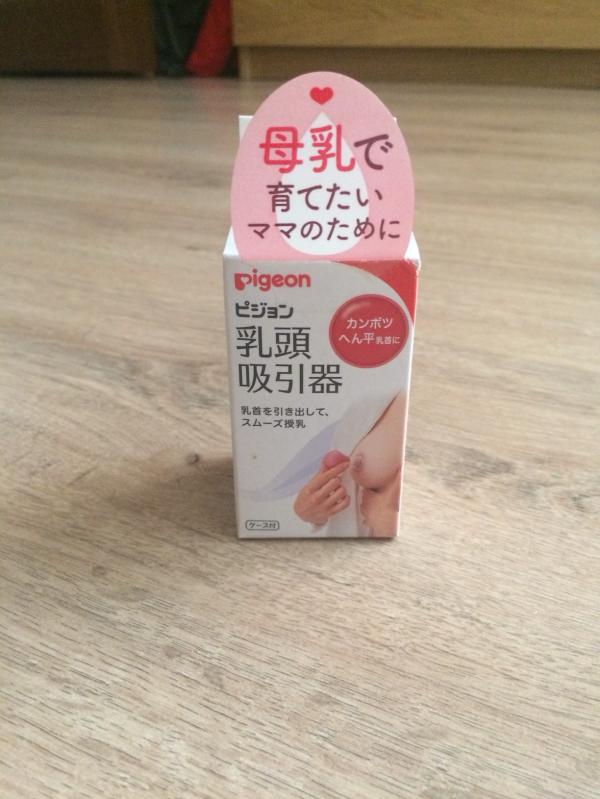 母乳で
育てたい
ママのために
Pigeon
ピジョン
カンボツ
へん平乳首に
乳頭
吸引器
乳首を引き出して、
スムーズ授乳
ケース付